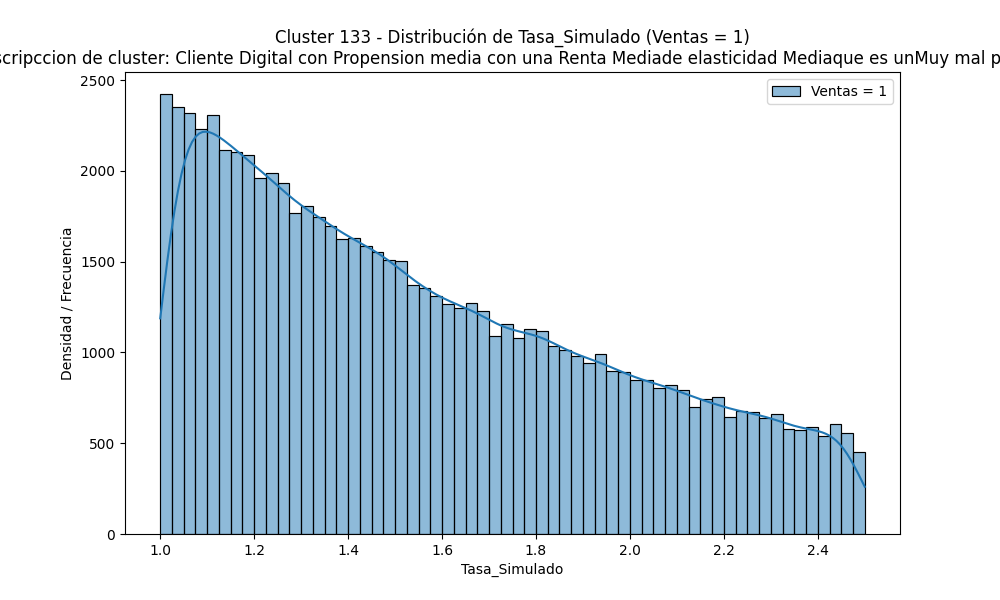 Cluster 133 - Distribución de Tasa_Simulado (Ventas = 1)
scripccion de cluster: Cliente Digital con Propension media con una Renta Mediade elasticidad Mediaque es unMuy mal p
Ventas = 1
2500
2000
1500
1000
500
0
Densidad / Frecuencia
1.0 1.2 1.4 1.6 1.8 2.0 2.2 2.4
Tasa_Simulado